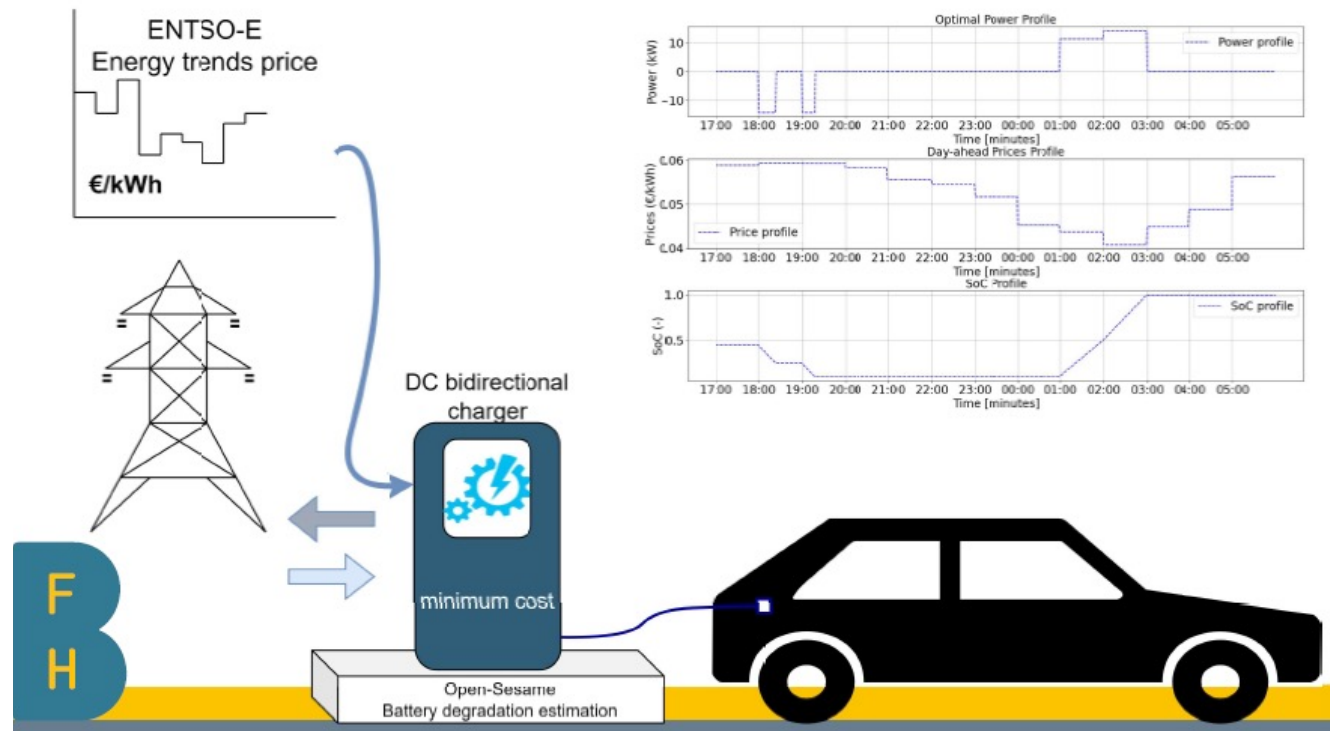 ENTSO-E
Energy trends price
€/kWh
Optimal Power Profile
Power (kW)
10
0
−10
Power profile
17:00 18:00 19:00 20:00 21:00 22:00 23:00 00:00 01:00 02:00 03:00 04:00 05:00
Time [minutes]
Day-ahead Prices Profile
Prices (€/kWh)
0.06
0.05
0.04
Price profile
17:00 18:00 19:00 20:00 21:00 22:00 23:00 00:00 01:00 02:00 03:00 04:00 05:00
Time [minutes]
SoC Profile
SoC (-)
1.0
0.5
SoC profile
17:00 18:00 19:00 20:00 21:00 22:00 23:00 00:00 01:00 02:00 03:00 04:00 05:00
Time [minutes]
DC bidirectional
charger
minimum cost
Open-Sesame
Battery degradation estimation
B
F
H